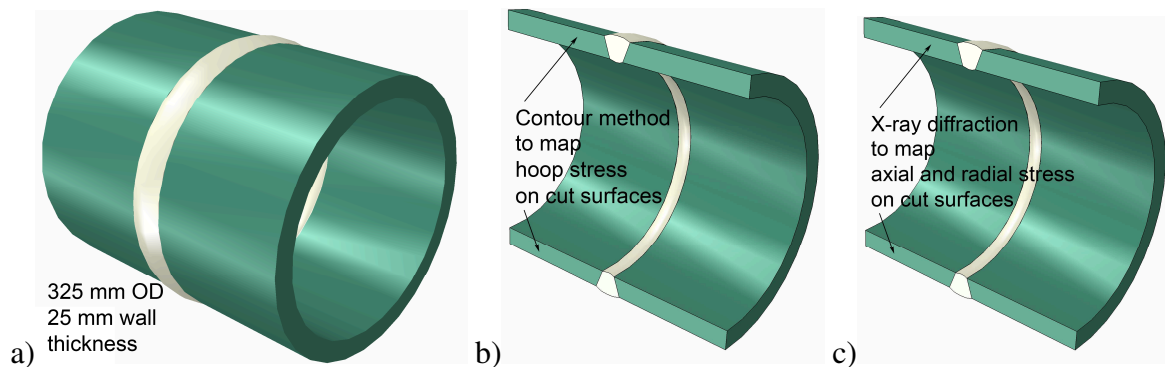 325 mm OD
25 mm wall
thickness
a)
Contour method
to map
hoop stress
on cut surfaces
b)
X-ray diffraction
to map
axial and radial stress
on cut surfaces
c)